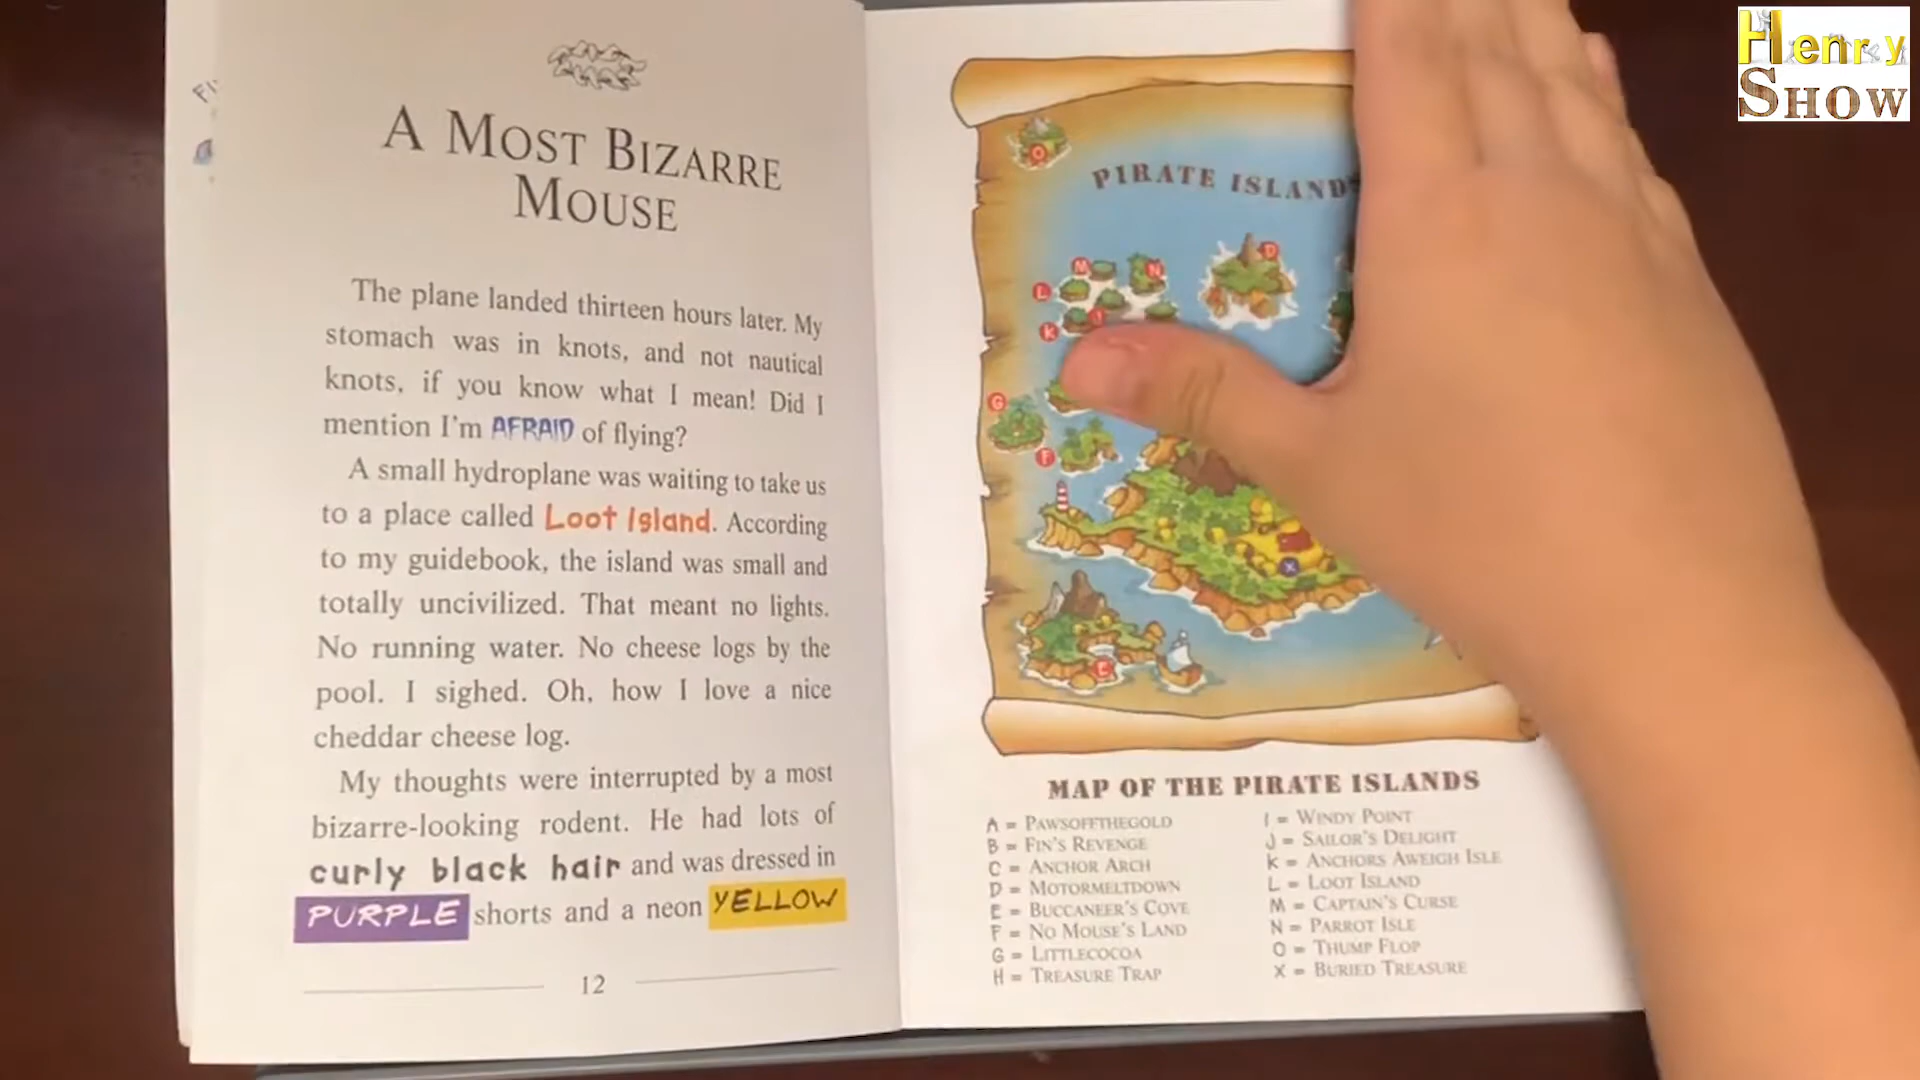 Henry
SHOW
A MOST BIZARRE
MOUSE
The plane landed thirteen hours later. My
stomach was in knots, and not nautical
knots, if you know what I mean! Did I
mention I'm AFRAID of flying?
A small hydroplane was waiting to take us
to a place called Loot Island. According
to my guidebook, the island was small and
totally uncivilized. That meant no lights.
No running water. No cheese logs by the
pool. I sighed. Oh, how I love a nice
cheddar cheese log.
My thoughts were interrupted by a most
bizarre-looking rodent. He had lots of
curly black hair and was dressed in
PURPLE shorts and a neon YELLOW
12
PIRATE ISLAND
O
D
M
N
L
K
G
F
X
E
MAP OF THE PIRATE ISLANDS
A = PAWSOFFTHEGOLD
B = FIN'S REVENGE
C = ANCHOR ARCH
D = MOTORMELTDOWN
E = BUCCANEER'S COVE
F = NO MOUSE'S LAND
G = LITTLECOCOA
H = TREASURE TRAP
I = WINDY POINT
J = SAILOR'S DELIGHT
K = ANCHORS AWEIGH ISLE
L = LOOT ISLAND
M = CAPTAIN'S CURSE
N = PARROT ISLE
O = THUMP FLOP
X = BURIED TREASURE